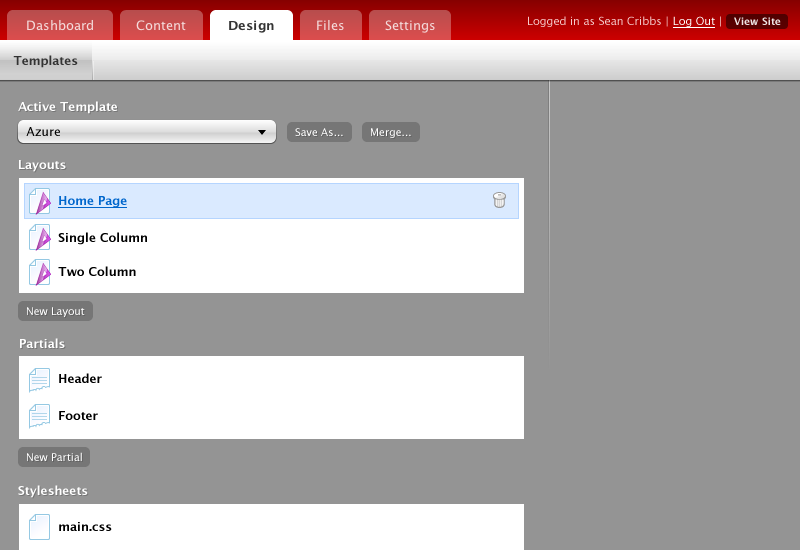 Dashboard Content Design Files Settings Logged in as Sean Cribbs | Log Out | View Site
Templates
Active Template
Azure Save As... Merge...
Layouts
Home Page
Single Column
Two Column
New Layout
Partials
Header
Footer
New Partial
Stylesheets
main.css